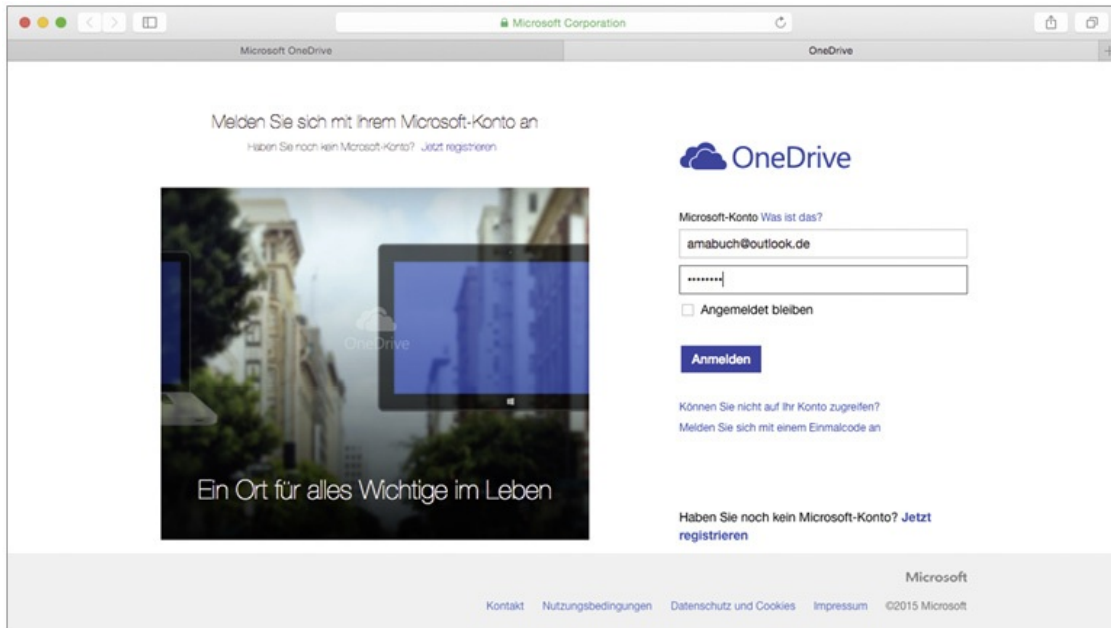 Microsoft Corporation
Microsoft OneDrive
OneDrive
Melden Sie sich mit Ihrem Microsoft-Konto an
Haben Sie noch kein Microsoft-Konto? Jetzt registrieren
OneDrive
Ein Ort für alles Wichtige im Leben
OneDrive
Microsoft-Konto Was ist das?
amabuch@outlook.de
••••••••
Angemeldet bleiben
Anmelden
Können Sie nicht auf Ihr Konto zugreifen?
Melden Sie sich mit einem Einmalcode an
Haben Sie noch kein Microsoft-Konto? Jetzt
registrieren
Microsoft
Kontakt Nutzungsbedingungen Datenschutz und Cookies Impressum ©2015 Microsoft